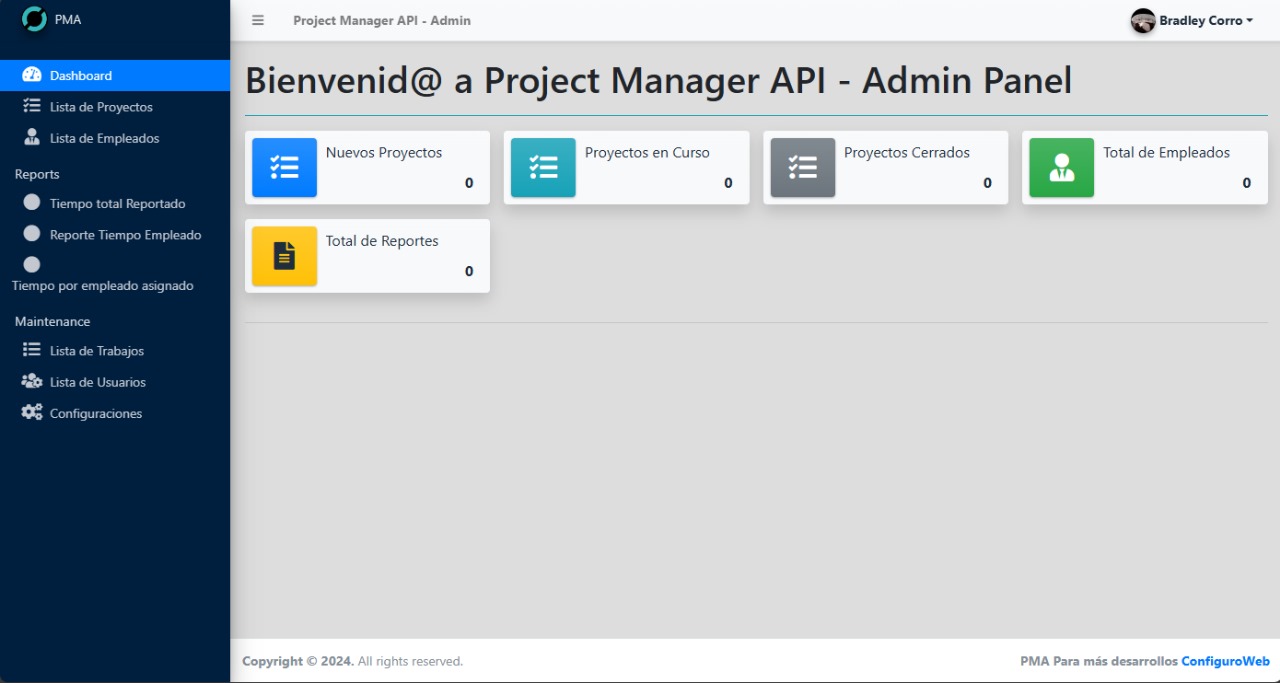 PMA
Project Manager API - Admin
Bradley Corro
Dashboard
Lista de Proyectos
Lista de Empleados
Reports
Tiempo total Reportado
Reporte Tiempo Empleado
Tiempo por empleado asignado
Maintenance
Lista de Trabajos
Lista de Usuarios
Configuraciones
Bienvenid@ a Project Manager API - Admin Panel
Nuevos Proyectos
0
Proyectos en Curso
0
Proyectos Cerrados
0
Total de Empleados
0
Total de Reportes
0
Copyright © 2024. All rights reserved.
PMA Para más desarrollos ConfiguroWeb